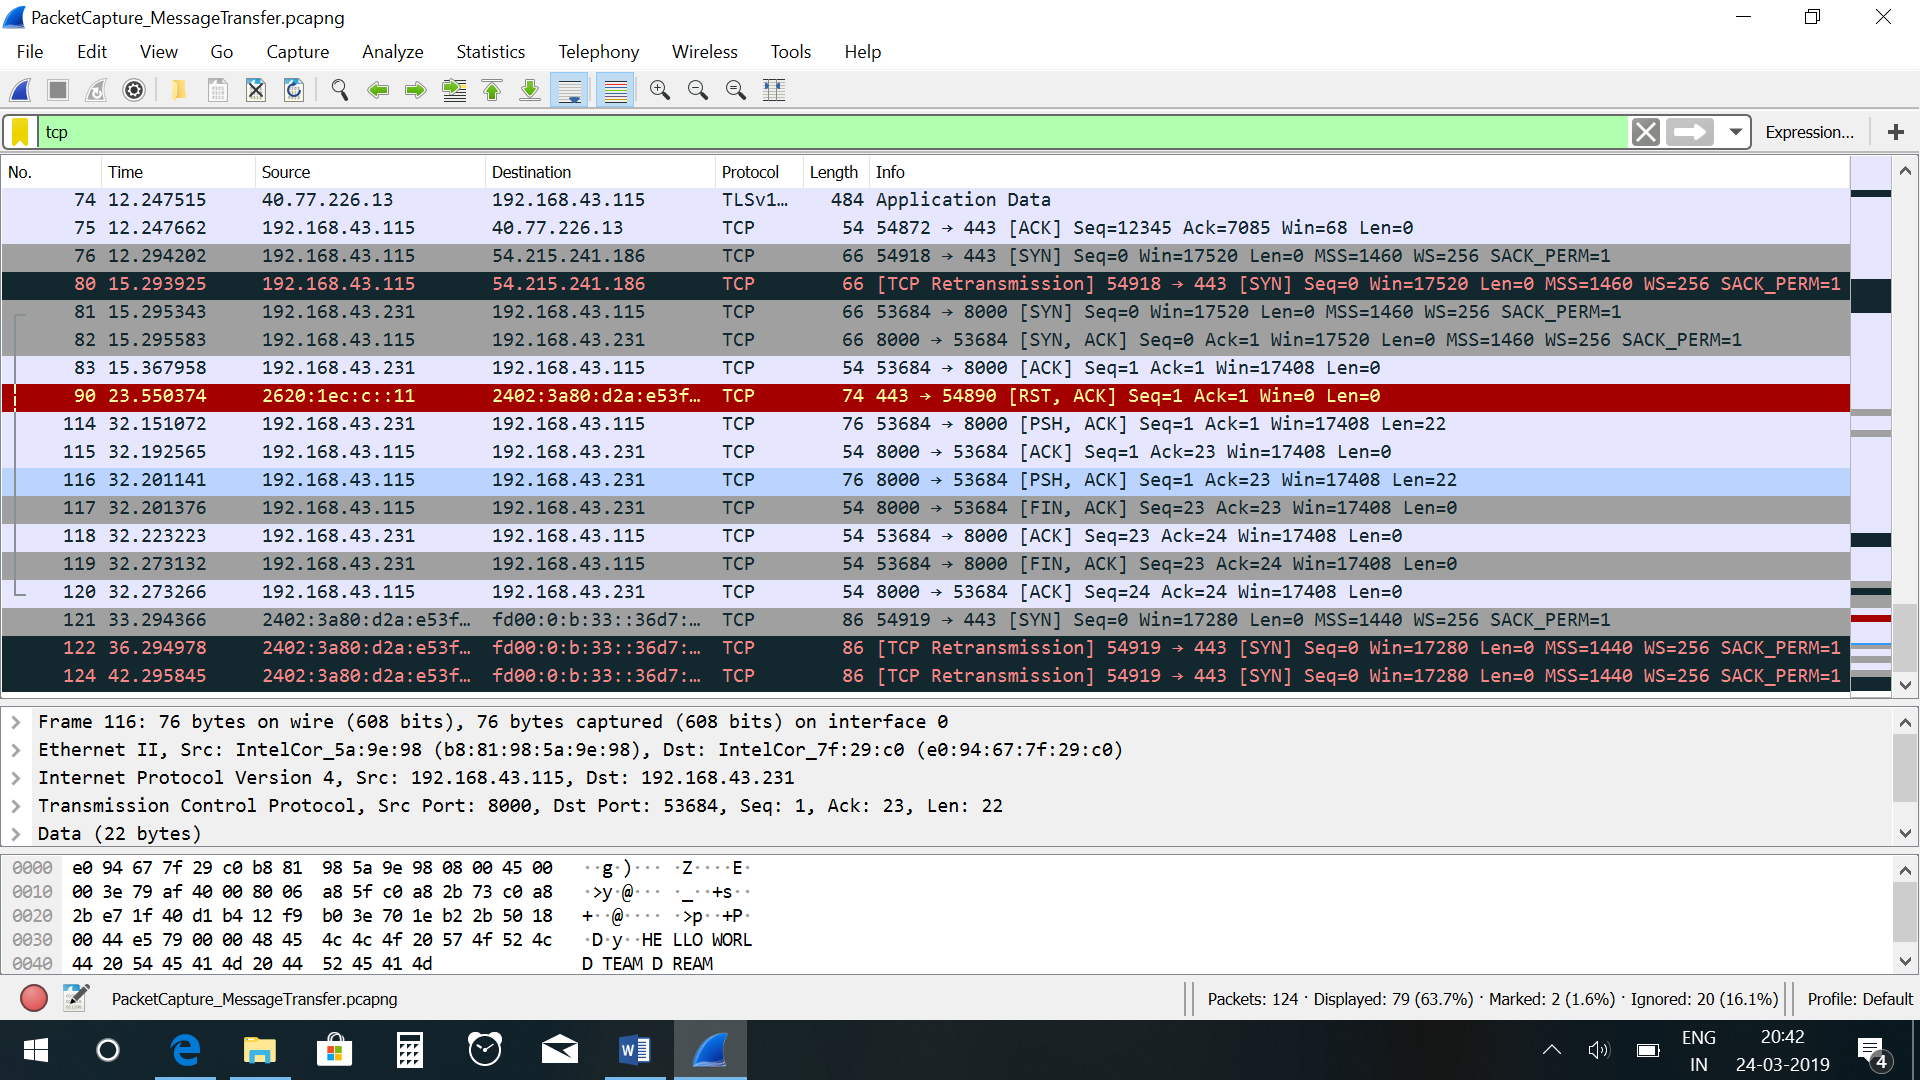 PacketCapture_MessageTransfer.pcapng
File Edit View Go Capture Analyze Statistics Telephony Wireless Tools Help
tcp Expression... +
No. Time Source Destination Protocol Length Info
74 12.247515 40.77.226.13 192.168.43.115 TLSv1... 484 Application Data
75 12.247662 192.168.43.115 40.77.226.13 TCP 54 54872 → 443 [ACK] Seq=12345 Ack=7085 Win=68 Len=0
76 12.294202 192.168.43.115 54.215.241.186 TCP 66 54918 → 443 [SYN] Seq=0 Win=17520 Len=0 MSS=1460 WS=256 SACK_PERM=1
80 15.293925 192.168.43.115 54.215.241.186 TCP 66 [TCP Retransmission] 54918 → 443 [SYN] Seq=0 Win=17520 Len=0 MSS=1460 WS=256 SACK_PERM=1
81 15.295343 192.168.43.231 192.168.43.115 TCP 66 53684 → 8000 [SYN] Seq=0 Win=17520 Len=0 MSS=1460 WS=256 SACK_PERM=1
82 15.295583 192.168.43.115 192.168.43.231 TCP 66 8000 → 53684 [SYN, ACK] Seq=0 Ack=1 Win=17520 Len=0 MSS=1460 WS=256 SACK_PERM=1
83 15.367958 192.168.43.231 192.168.43.115 TCP 54 53684 → 8000 [ACK] Seq=1 Ack=1 Win=17408 Len=0
90 23.550374 2620:1ec:c::11 2402:3a80:d2a:e53f... TCP 74 443 → 54890 [RST, ACK] Seq=1 Ack=1 Win=0 Len=0
114 32.151072 192.168.43.231 192.168.43.115 TCP 76 53684 → 8000 [PSH, ACK] Seq=1 Ack=1 Win=17408 Len=22
115 32.192565 192.168.43.115 192.168.43.231 TCP 54 8000 → 53684 [ACK] Seq=1 Ack=23 Win=17408 Len=0
116 32.201141 192.168.43.115 192.168.43.231 TCP 76 8000 → 53684 [PSH, ACK] Seq=1 Ack=23 Win=17408 Len=22
117 32.201376 192.168.43.115 192.168.43.231 TCP 54 8000 → 53684 [FIN, ACK] Seq=23 Ack=23 Win=17408 Len=0
118 32.223223 192.168.43.231 192.168.43.115 TCP 54 53684 → 8000 [ACK] Seq=23 Ack=24 Win=17408 Len=0
119 32.273132 192.168.43.231 192.168.43.115 TCP 54 53684 → 8000 [FIN, ACK] Seq=23 Ack=24 Win=17408 Len=0
120 32.273266 192.168.43.115 192.168.43.231 TCP 54 8000 → 53684 [ACK] Seq=24 Ack=24 Win=17408 Len=0
121 33.294366 2402:3a80:d2a:e53f... fd00:0:b:33::36d7:... TCP 86 54919 → 443 [SYN] Seq=0 Win=17280 Len=0 MSS=1440 WS=256 SACK_PERM=1
122 36.294978 2402:3a80:d2a:e53f... fd00:0:b:33::36d7:... TCP 86 [TCP Retransmission] 54919 → 443 [SYN] Seq=0 Win=17280 Len=0 MSS=1440 WS=256 SACK_PERM=1
124 42.295845 2402:3a80:d2a:e53f... fd00:0:b:33::36d7:... TCP 86 [TCP Retransmission] 54919 → 443 [SYN] Seq=0 Win=17280 Len=0 MSS=1440 WS=256 SACK_PERM=1
Frame 116: 76 bytes on wire (608 bits), 76 bytes captured (608 bits) on interface 0
Ethernet II, Src: IntelCor_5a:9e:98 (b8:81:98:5a:9e:98), Dst: IntelCor_7f:29:c0 (e0:94:67:7f:29:c0)
Internet Protocol Version 4, Src: 192.168.43.115, Dst: 192.168.43.231
Transmission Control Protocol, Src Port: 8000, Dst Port: 53684, Seq: 1, Ack: 23, Len: 22
Data (22 bytes)
0000 e0 94 67 7f 29 c0 b8 81 98 5a 9e 98 08 00 45 00 ··g·)··· ·Z····E·
0010 00 3e 79 af 40 00 80 06 a8 5f c0 a8 2b 73 c0 a8 ·>y·@··· ·_··+s··
0020 2b e7 1f 40 d1 b4 12 f9 b0 3e 70 1e b2 2b 50 18 +··@···· ·>p··+P·
0030 00 44 e5 79 00 00 48 45 4c 4c 4f 20 57 4f 52 4c ·D·y··HE LLO WORL
0040 44 20 54 45 41 4d 20 44 52 45 41 4d D TEAM D REAM
PacketCapture_MessageTransfer.pcapng Packets: 124 · Displayed: 79 (63.7%) · Marked: 2 (1.6%) · Ignored: 20 (16.1%) Profile: Default
ENG 20:42
IN 24-03-2019 4